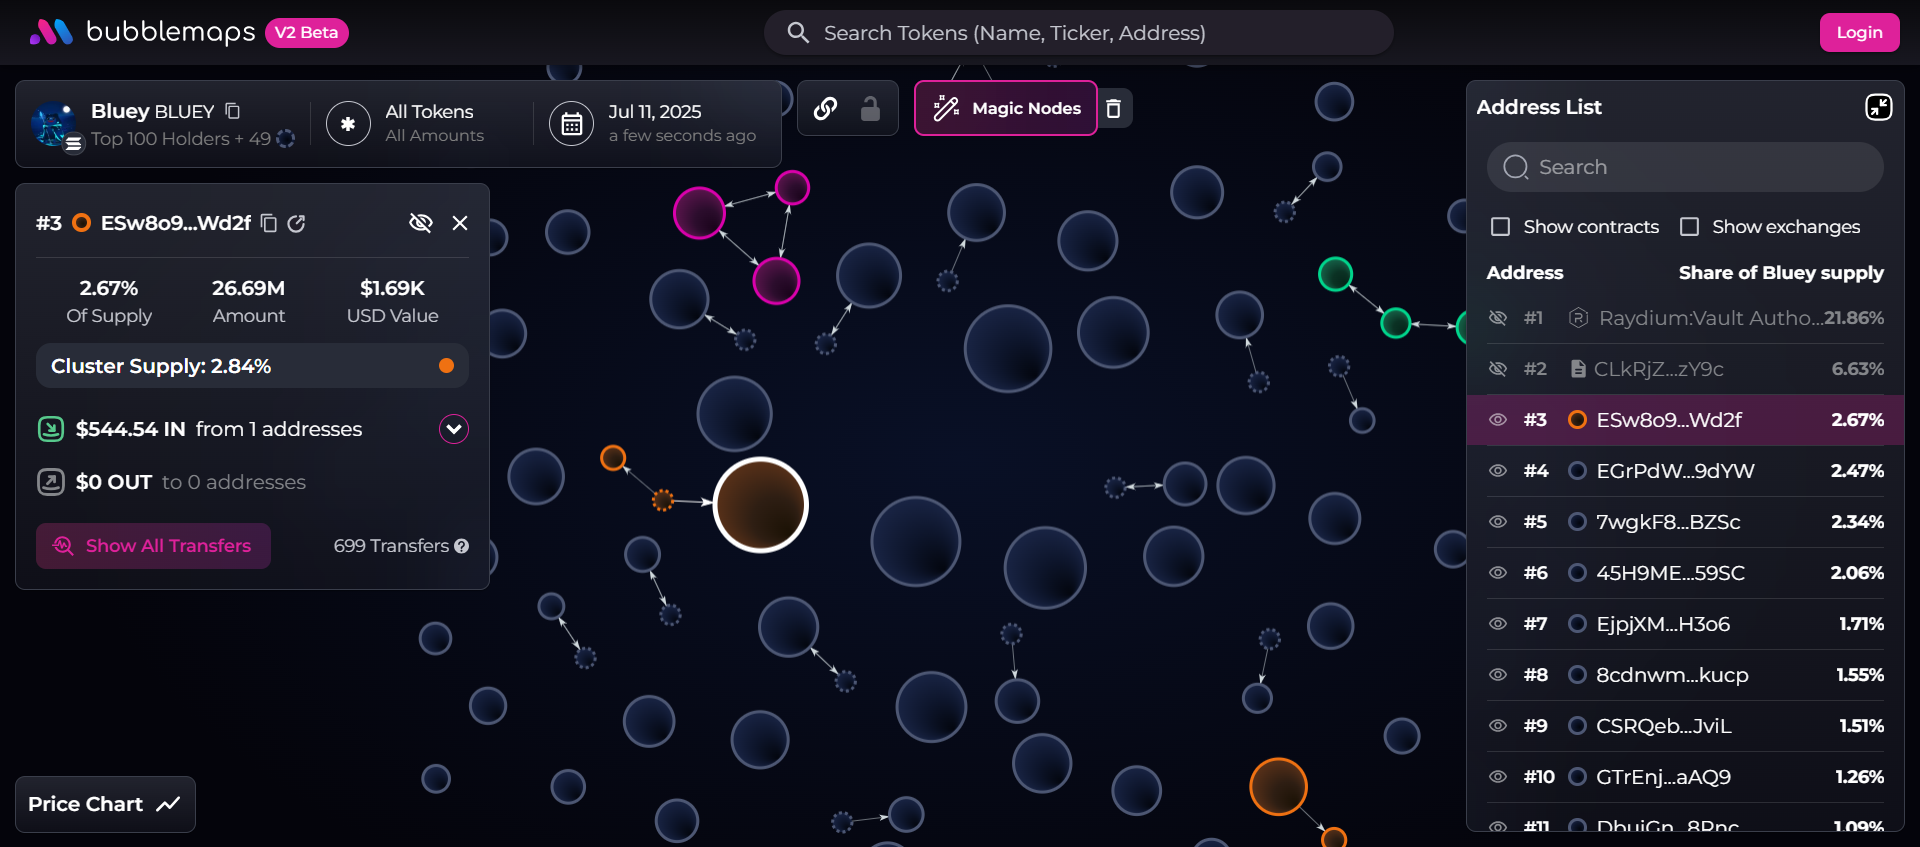 bubblemaps V2 Beta
Search Tokens (Name, Ticker, Address)
Login
Bluey BLUEY
Top 100 Holders + 49
All Tokens
All Amounts
Jul 11, 2025
a few seconds ago
Magic Nodes
#3 ESw8o9...Wd2f
2.67% 26.69M $1.69K
Of Supply Amount USD Value
Cluster Supply: 2.84%
$544.54 IN from 1 addresses
$0 OUT to 0 addresses
Show All Transfers 699 Transfers ?
Price Chart
Address List
Search
Show contracts Show exchanges
Address Share of Bluey supply
#1 Raydium:Vault Autho... 21.86%
#2 CLkRjZ...zY9c 6.63%
#3 ESw8o9...Wd2f 2.67%
#4 EGrPdW...9dYW 2.47%
#5 7wgkF8...BZSc 2.34%
#6 45H9ME...59SC 2.06%
#7 EjpjXM...H3o6 1.71%
#8 8cdnwm...kucp 1.55%
#9 CSRQeb...JviL 1.51%
#10 GTrEnj...aAQ9 1.26%
#11 1.09%